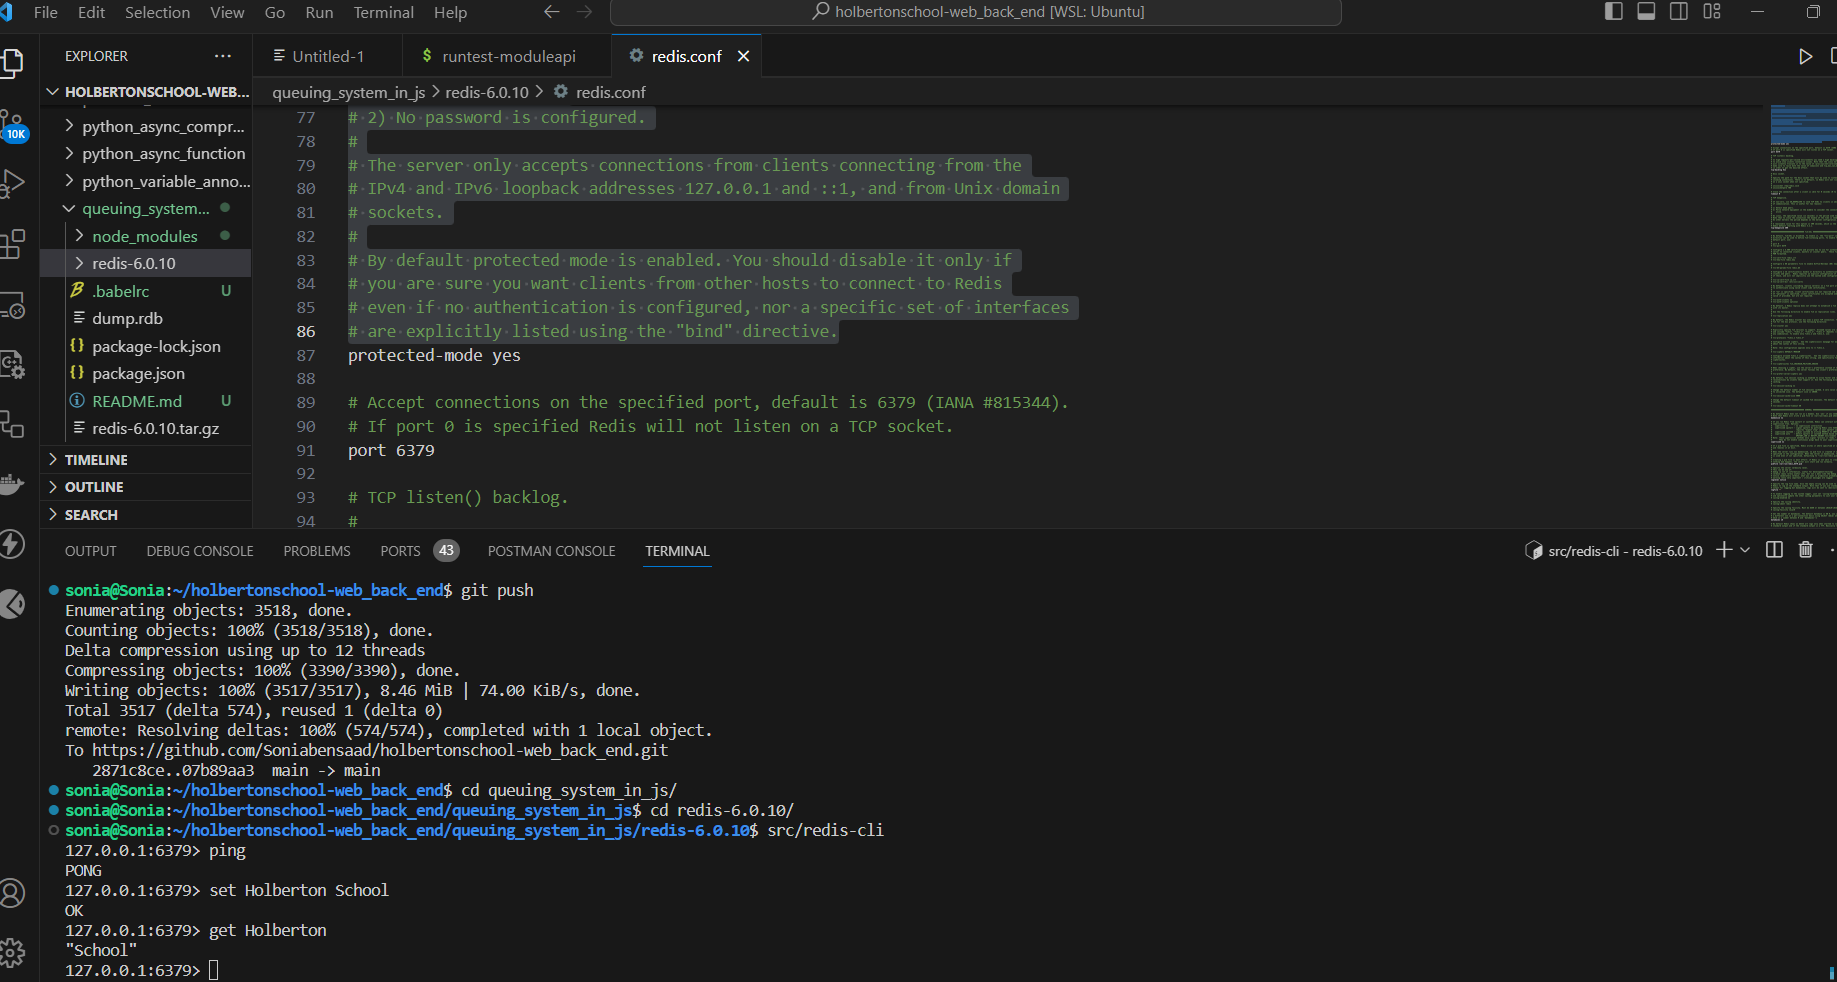 File Edit Selection View Go Run Terminal Help
holbertonschool-web_back_end [WSL: Ubuntu]
EXPLORER
Untitled-1
$ runtest-moduleapi
redis.conf
HOLBERTONSCHOOL-WEB...
queuing_system_in_js > redis-6.0.10 > redis.conf
10K
python_async_compr...
python_async_function
python_variable_anno...
queuing_system...
node_modules
redis-6.0.10
.babelrc U
dump.rdb
{} package-lock.json
{} package.json
README.md U
redis-6.0.10.tar.gz
TIMELINE
OUTLINE
SEARCH
77 # 2) No password is configured.
78 #
79 # The server only accepts connections from clients connecting from the
80 # IPv4 and IPv6 loopback addresses 127.0.0.1 and ::1, and from Unix domain
81 # sockets.
82 #
83 # By default protected mode is enabled. You should disable it only if
84 # you are sure you want clients from other hosts to connect to Redis
85 # even if no authentication is configured, nor a specific set of interfaces
86 # are explicitly listed using the "bind" directive.
87 protected-mode yes
88
89 # Accept connections on the specified port, default is 6379 (IANA #815344).
90 # If port 0 is specified Redis will not listen on a TCP socket.
91 port 6379
92
93 # TCP listen() backlog.
94 #
OUTPUT DEBUG CONSOLE PROBLEMS PORTS 43 POSTMAN CONSOLE TERMINAL
src/redis-cli - redis-6.0.10
sonia@Sonia:~/holbertonschool-web_back_end$ git push
Enumerating objects: 3518, done.
Counting objects: 100% (3518/3518), done.
Delta compression using up to 12 threads
Compressing objects: 100% (3390/3390), done.
Writing objects: 100% (3517/3517), 8.46 MiB | 74.00 KiB/s, done.
Total 3517 (delta 574), reused 1 (delta 0)
remote: Resolving deltas: 100% (574/574), completed with 1 local object.
To https://github.com/Soniabensaad/holbertonschool-web_back_end.git
2871c8ce..07b89aa3 main -> main
sonia@Sonia:~/holbertonschool-web_back_end$ cd queuing_system_in_js/
sonia@Sonia:~/holbertonschool-web_back_end/queuing_system_in_js$ cd redis-6.0.10/
sonia@Sonia:~/holbertonschool-web_back_end/queuing_system_in_js/redis-6.0.10$ src/redis-cli
127.0.0.1:6379> ping
PONG
127.0.0.1:6379> set Holberton School
OK
127.0.0.1:6379> get Holberton
"School"
127.0.0.1:6379>